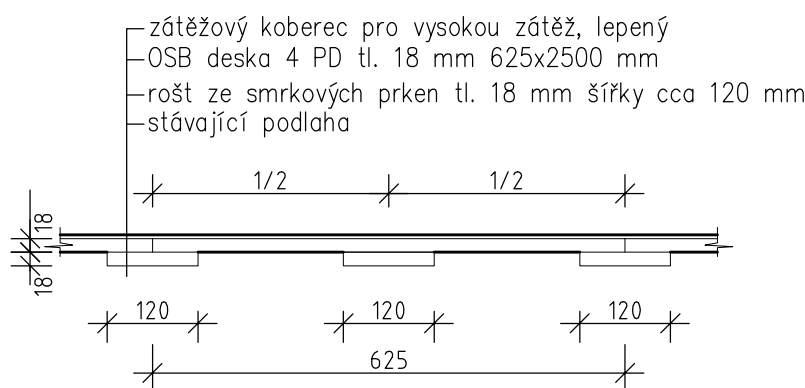 zátěžový koberec pro vysokou zátěž, lepený
OSB deska 4 PD tl. 18 mm 625x2500 mm
rošt ze smrkových prken tl. 18 mm šířky cca 120 mm
stávající podlaha
1/2 1/2
18
18
120 120 120
625